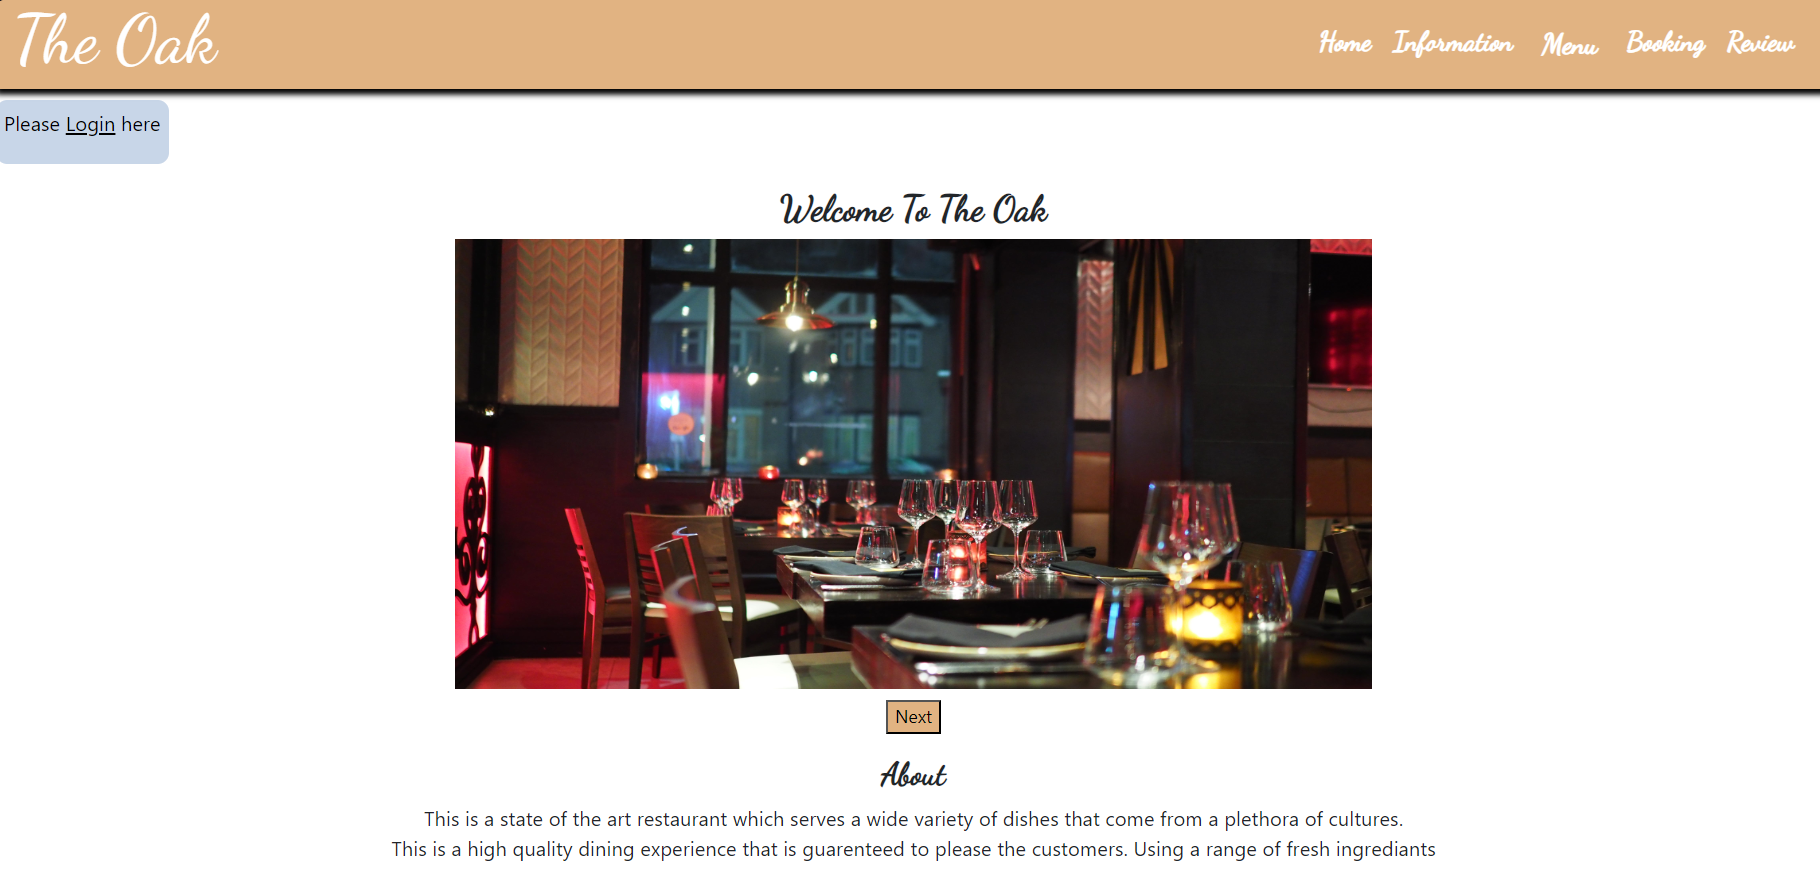 The Oak
Home Information Menu Booking Review
Please Login here
Welcome To The Oak
Next
About
This is a state of the art restaurant which serves a wide variety of dishes that come from a plethora of cultures.
This is a high quality dining experience that is guarenteed to please the customers. Using a range of fresh ingrediants